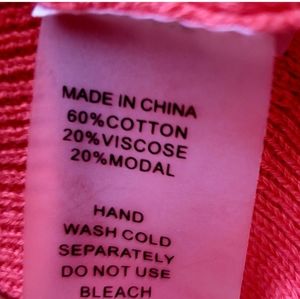 MADE IN CHINA
60%COTTON
20%VISCOSE
20%MODAL
HAND
WASH COLD
SEPARATELY
DO NOT USE
BLEACH